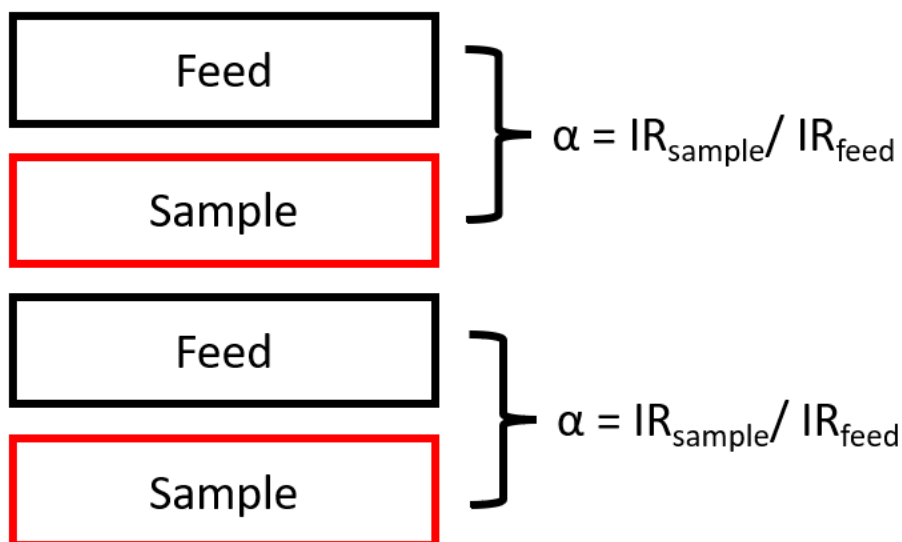 Feed
α = IRsample/ IRfeed
Sample
Feed
α = IRsample/ IRfeed
Sample